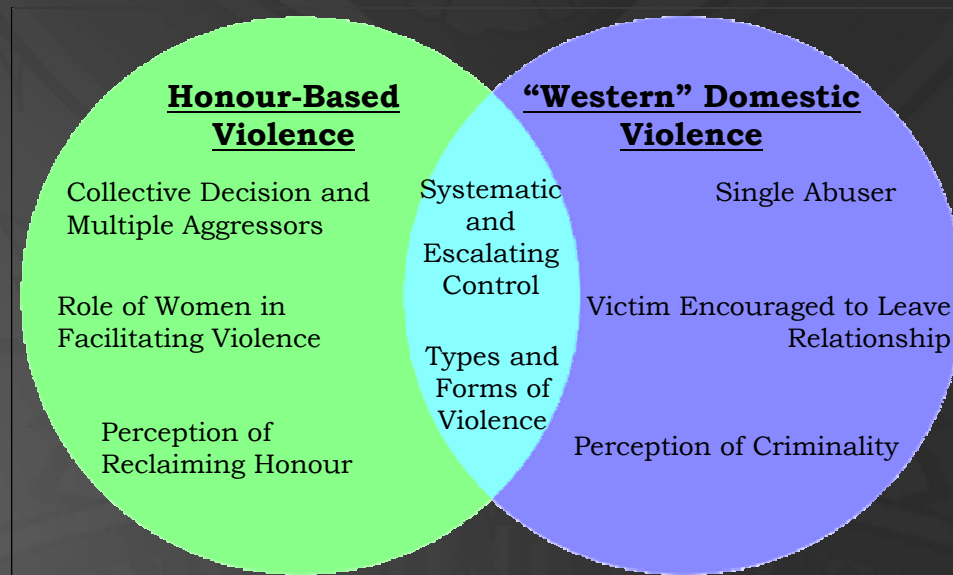 Honour-Based
Violence
Collective Decision and
Multiple Aggressors
Role of Women in
Facilitating Violence
Perception of
Reclaiming Honour
Systematic
and
Escalating
Control
Types and
Forms of
Violence
“Western” Domestic
Violence
Single Abuser
Victim Encouraged to Leave
Relationship
Perception of Criminality